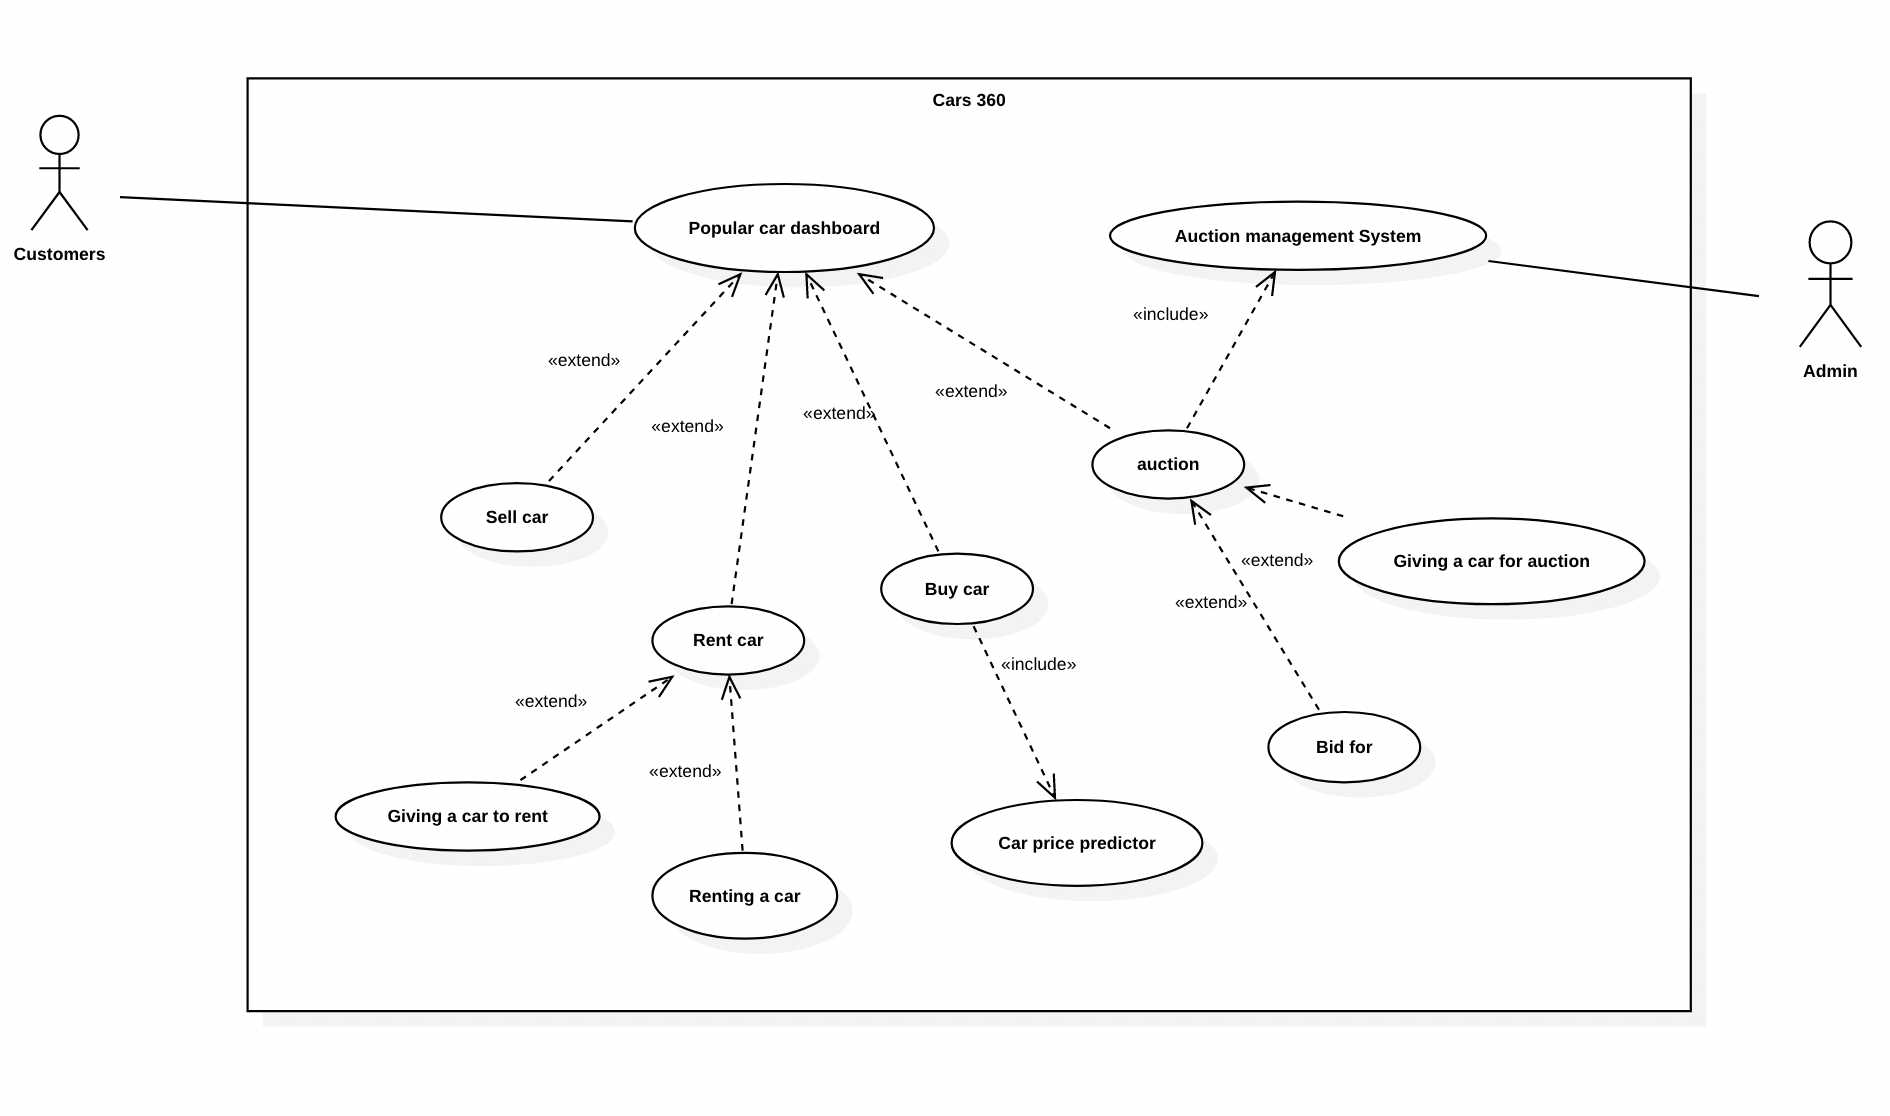 Cars 360
Customers
Popular car dashboard
Auction management System
Admin
«include»
«extend»
«extend»
«extend»
«extend»
auction
Sell car
Giving a car for auction
«extend»
Buy car
«extend»
Rent car
«include»
«extend»
Bid for
«extend»
Giving a car to rent
Car price predictor
Renting a car